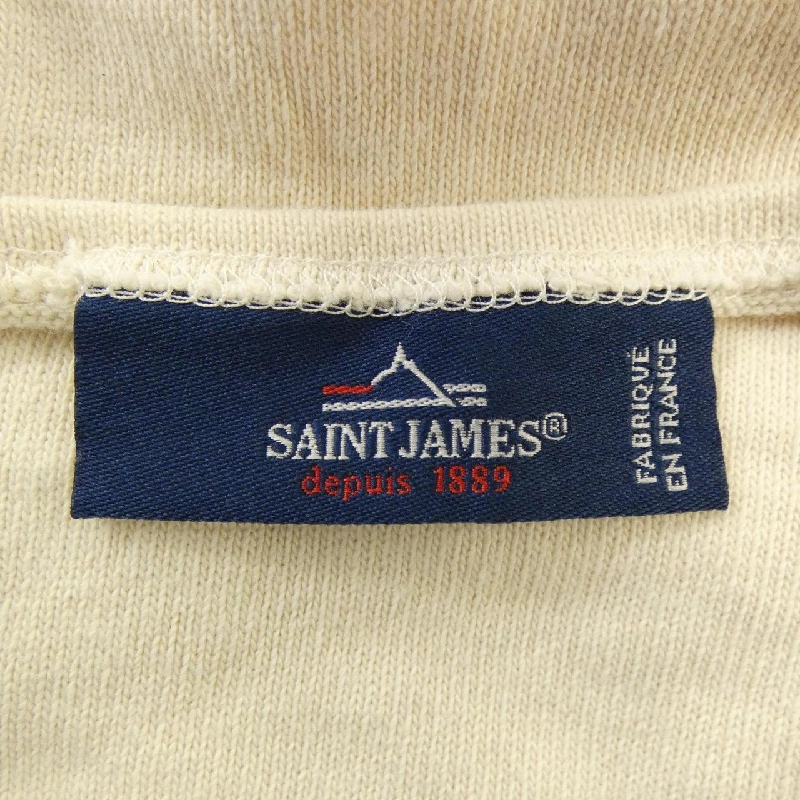 SAINT JAMES®
depuis 1889
FABRIQUÉ
EN FRANCE